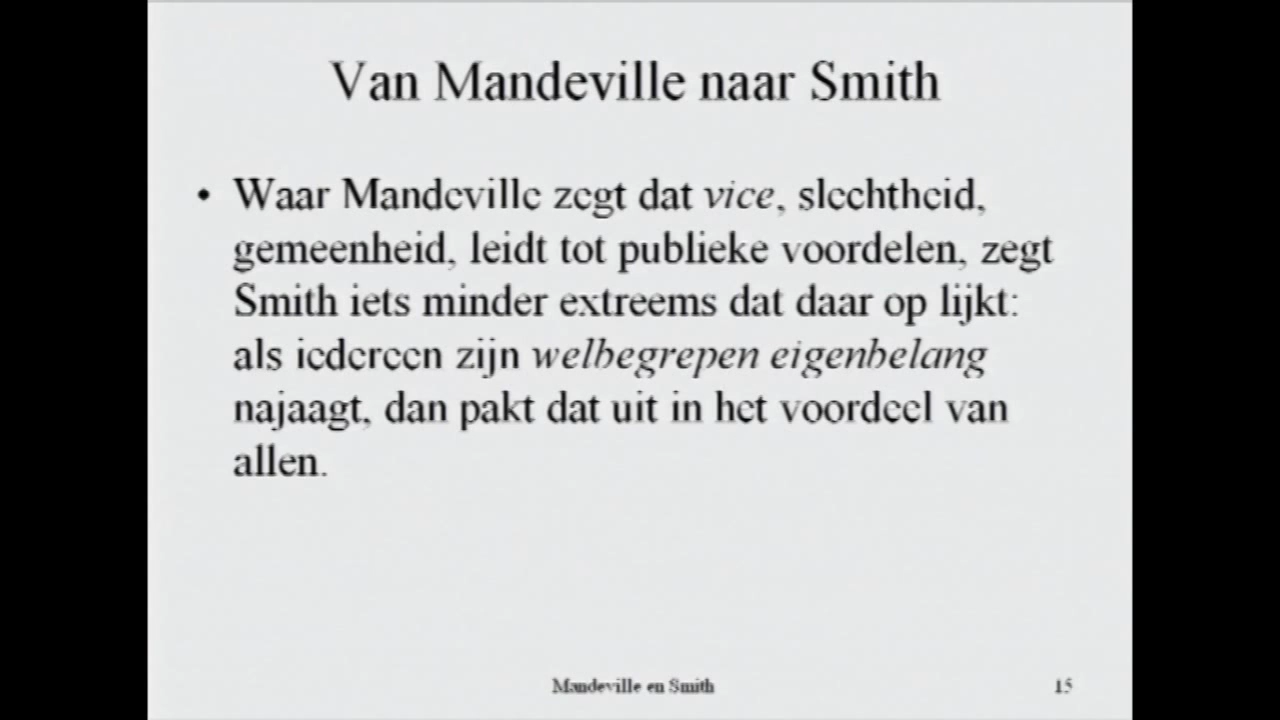 Van Mandeville naar Smith
• Waar Mandeville zegt dat vice, slechtheid,
gemeenheid, leidt tot publieke voordelen, zegt
Smith iets minder extreems dat daar op lijkt:
als iedereen zijn welbegrepen eigenbelang
najaagt, dan pakt dat uit in het voordeel van
allen.
Mandeville en Smith
15